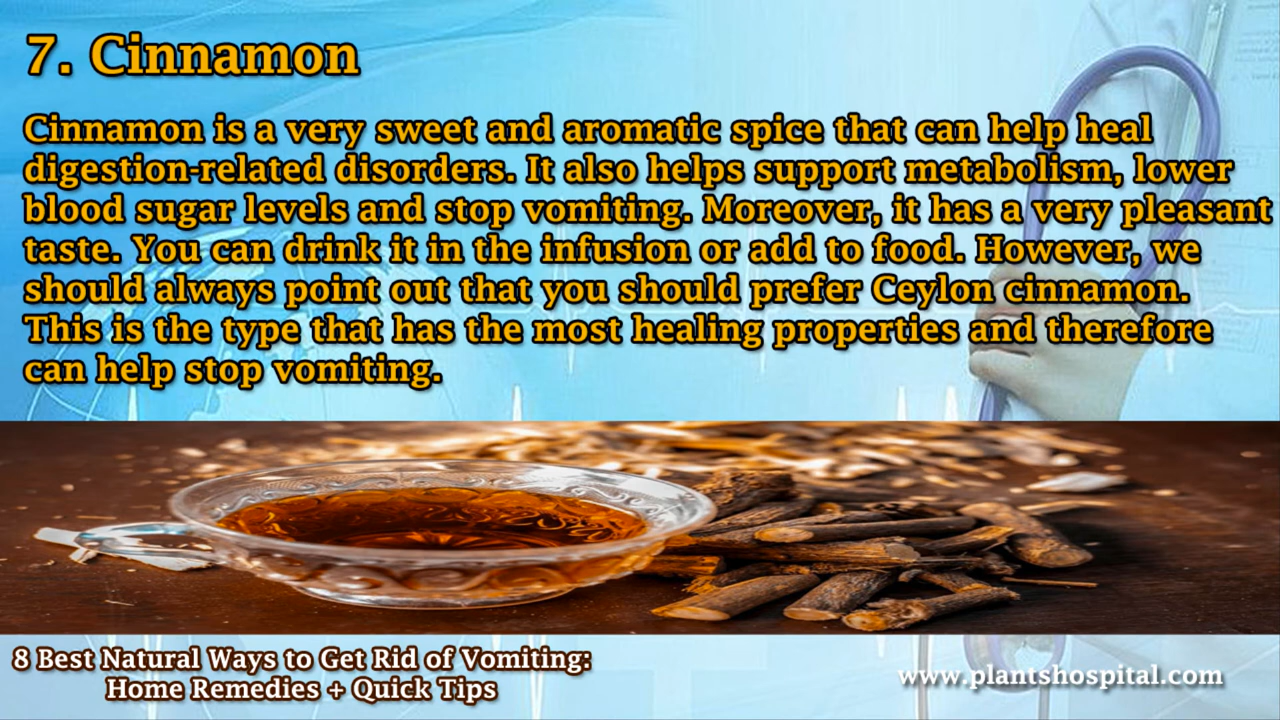 7. Cinnamon
Cinnamon is a very sweet and aromatic spice that can help heal
digestion-related disorders. It also helps support metabolism, lower
blood sugar levels and stop vomiting. Moreover, it has a very pleasant
taste. You can drink it in the infusion or add to food. However, we
should always point out that you should prefer Ceylon cinnamon.
This is the type that has the most healing properties and therefore
can help stop vomiting.
8 Best Natural Ways to Get Rid of Vomiting:
Home Remedies + Quick Tips
www.plantshospital.com